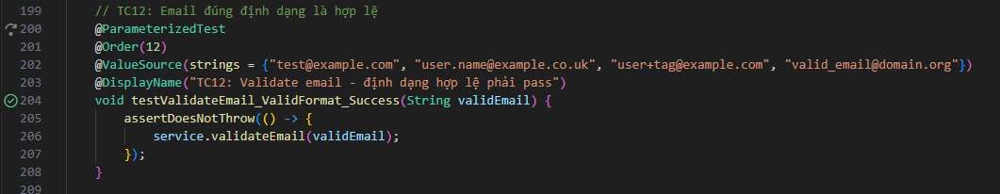 199 // TC12: Email đúng định dạng là hợp lệ
200 @ParameterizedTest
201 @Order(12)
202 @ValueSource(strings = {"test@example.com", "user.name@example.co.uk", "user+tag@example.com", "valid_email@domain.org"})
203 @DisplayName("TC12: Validate email - định dạng hợp lệ phải pass")
204 void testValidateEmail_ValidFormat_Success(String validEmail) {
205 assertDoesNotThrow(() -> {
206 service.validateEmail(validEmail);
207 });
208 }
209